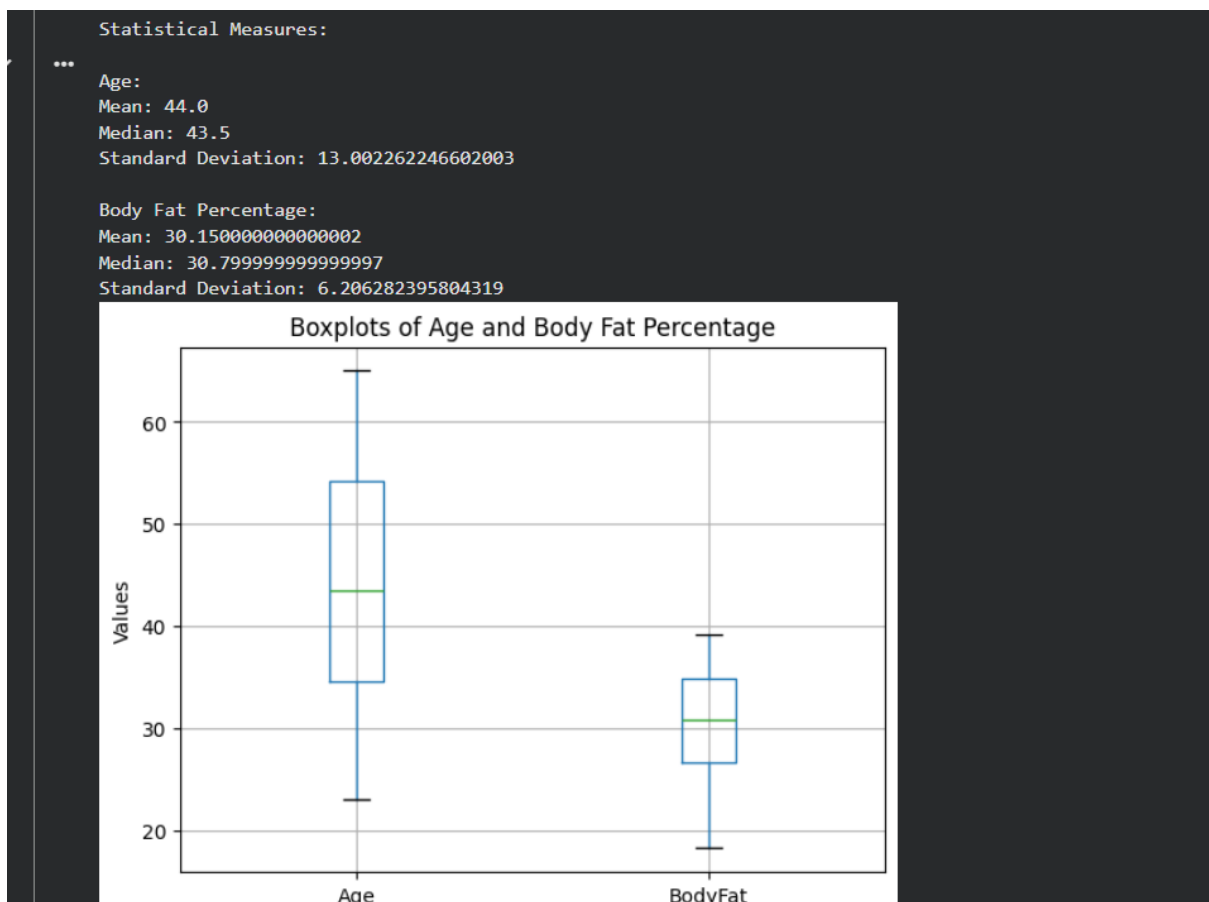 Statistical Measures:
Age:
Mean: 44.0
Median: 43.5
Standard Deviation: 13.002262246602003
Body Fat Percentage:
Mean: 30.150000000000002
Median: 30.799999999999997
Standard Deviation: 6.206282395804319
Boxplots of Age and Body Fat Percentage
60
50
40
30
20
Values
Age
BodyFat